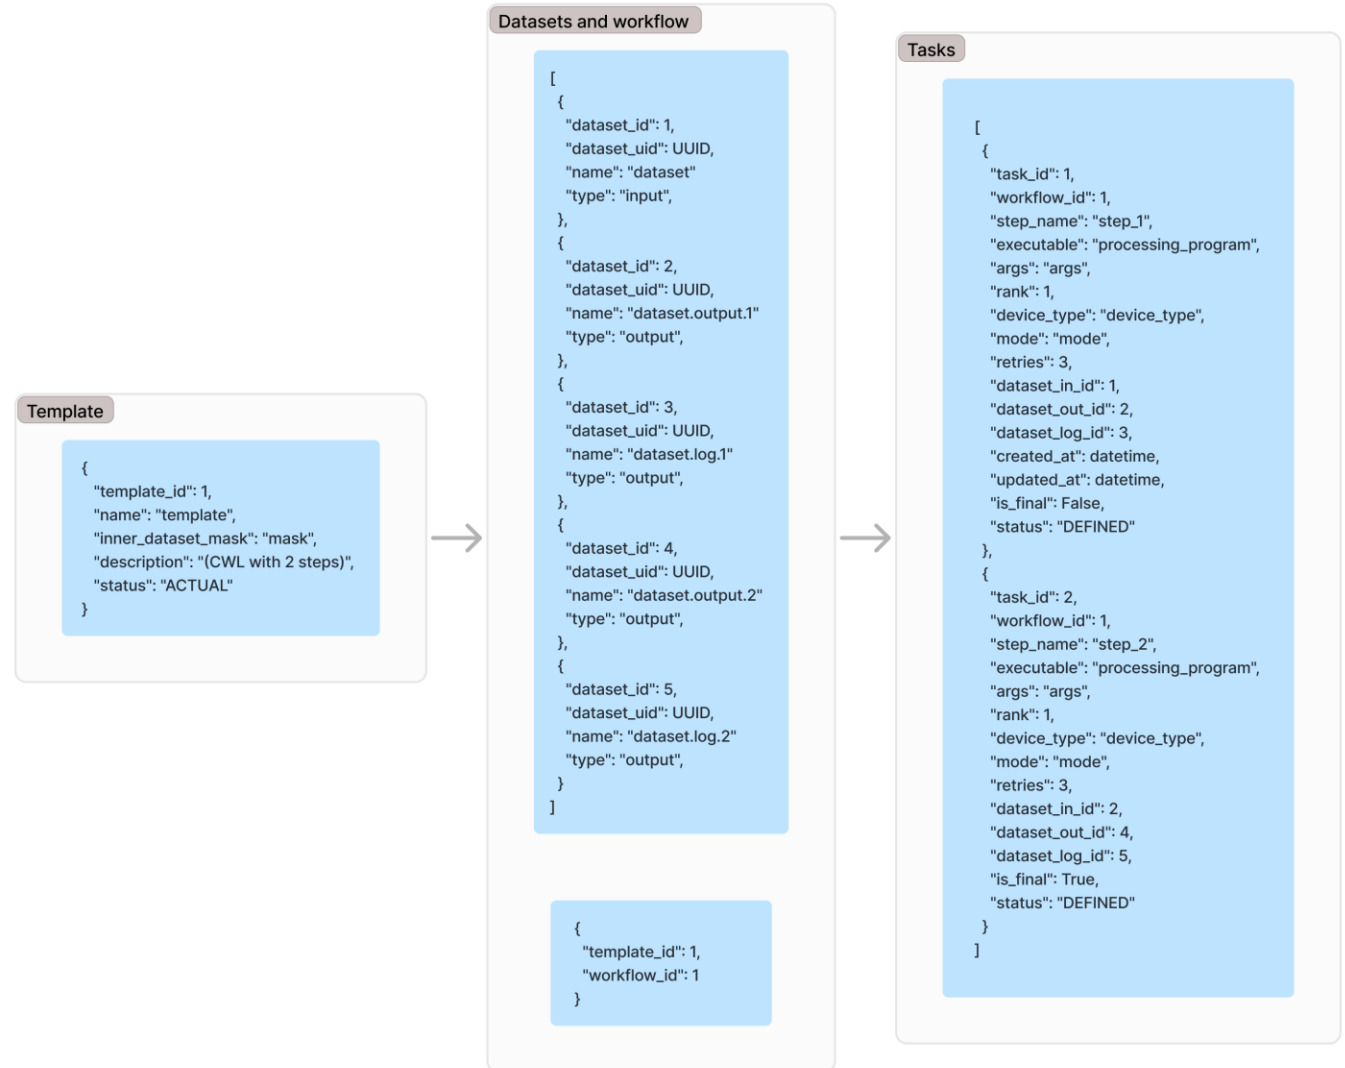 Template
{
"template_id": 1,
"name": "template",
"inner_dataset_mask": "mask",
"description": "(CWL with 2 steps)",
"status": "ACTUAL"
}
Datasets and workflow
[
{
"dataset_id": 1,
"dataset_uid": UUID,
"name": "dataset"
"type": "input",
},
{
"dataset_id": 2,
"dataset_uid": UUID,
"name": "dataset.output.1"
"type": "output",
},
{
"dataset_id": 3,
"dataset_uid": UUID,
"name": "dataset.log.1"
"type": "output",
},
{
"dataset_id": 4,
"dataset_uid": UUID,
"name": "dataset.output.2"
"type": "output",
},
{
"dataset_id": 5,
"dataset_uid": UUID,
"name": "dataset.log.2"
"type": "output",
}
]
{
"template_id": 1,
"workflow_id": 1
}
Tasks
[
{
"task_id": 1,
"workflow_id": 1,
"step_name": "step_1",
"executable": "processing_program",
"args": "args",
"rank": 1,
"device_type": "device_type",
"mode": "mode",
"retries": 3,
"dataset_in_id": 1,
"dataset_out_id": 2,
"dataset_log_id": 3,
"created_at": datetime,
"updated_at": datetime,
"is_final": False,
"status": "DEFINED"
},
{
"task_id": 2,
"workflow_id": 1,
"step_name": "step_2",
"executable": "processing_program",
"args": "args",
"rank": 1,
"device_type": "device_type",
"mode": "mode",
"retries": 3,
"dataset_in_id": 2,
"dataset_out_id": 4,
"dataset_log_id": 5,
"is_final": True,
"status": "DEFINED"
}
]